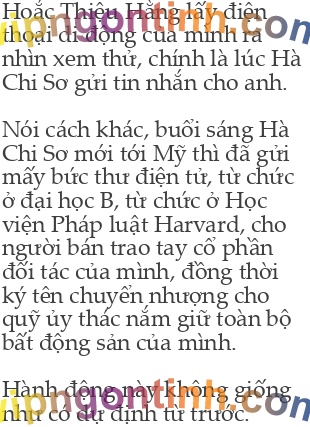 Hoắc Thiệu Hằng lấy điện
thoại di động của mình ra
nhìn xem thử, chính là lúc Hà
Chi Sơ gửi tin nhắn cho anh.
Nói cách khác, buổi sáng Hà
Chi Sơ mới tới Mỹ thì đã gửi
mấy bức thư điện tử, từ chức
ở đại học B, từ chức ở Học
viện Pháp luật Harvard, cho
người bán trao tay cổ phần
đối tác của mình, đồng thời
ký tên chuyển nhượng cho
quỹ ủy thác nắm giữ toàn bộ
bất động sản của mình.
Hành động này không giống
như có dự định từ trước.
vipngontinh.com
vipngontinh.com